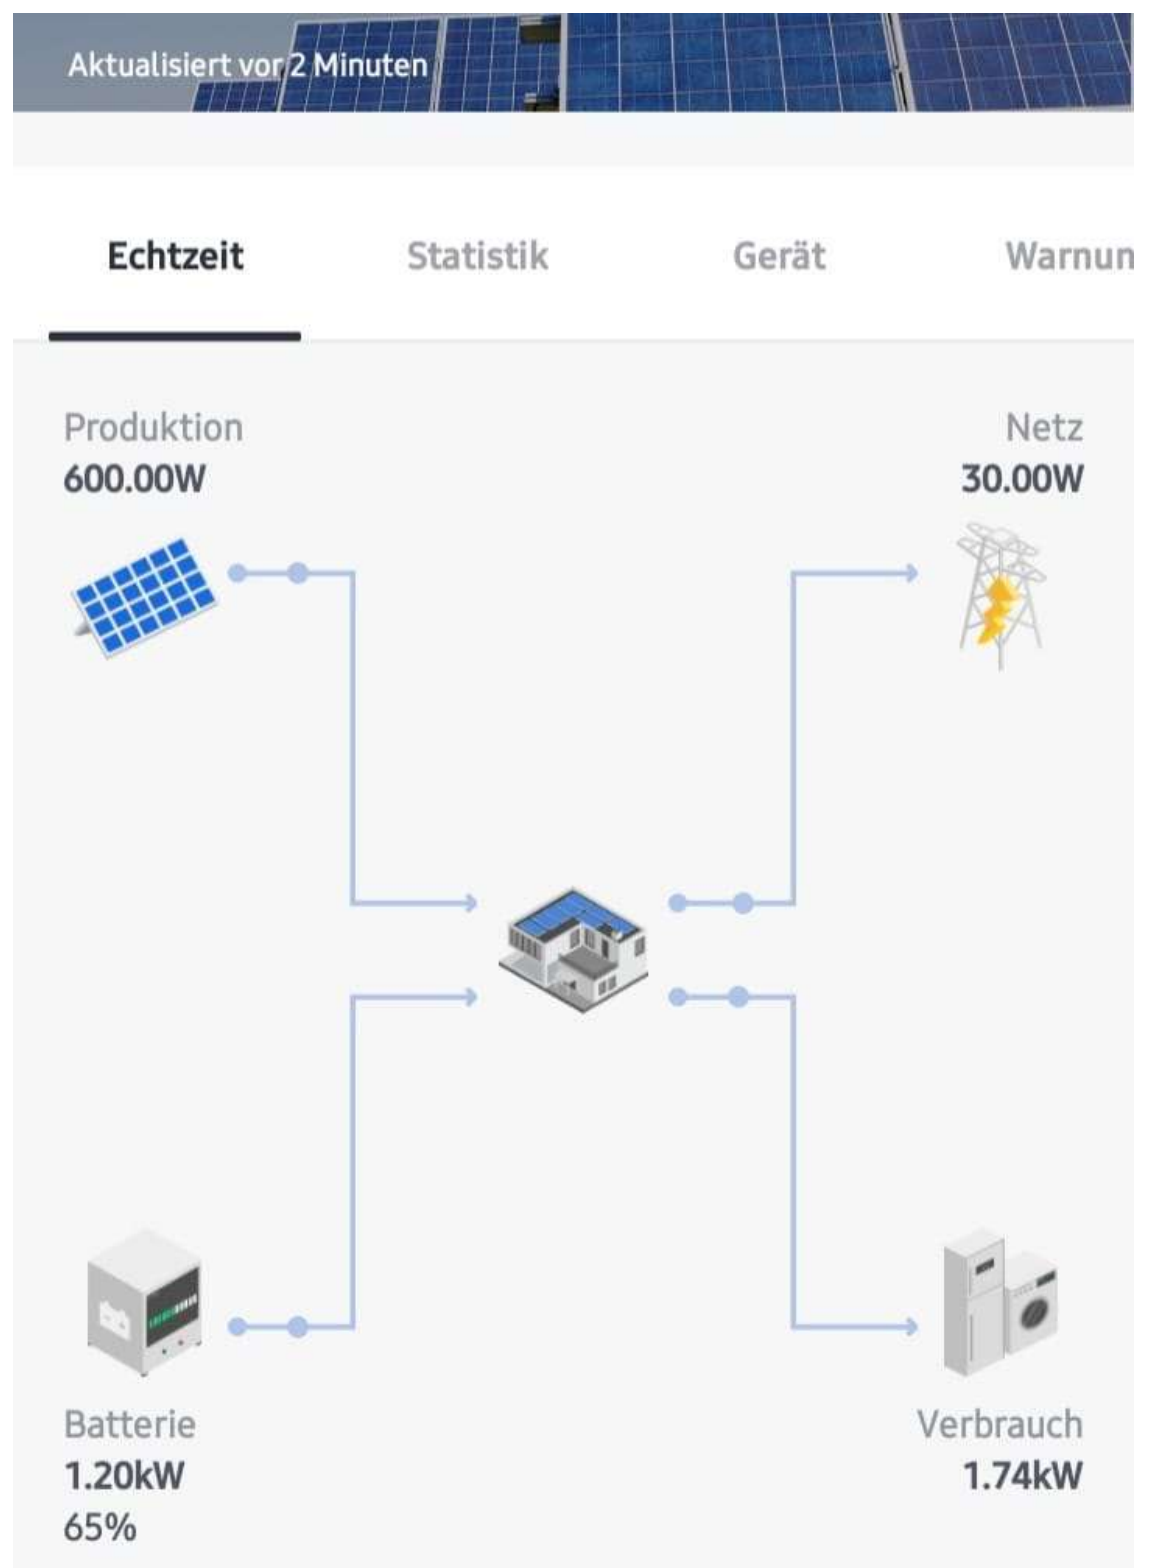 Aktualisiert vor 2 Minuten
Echtzeit Statistik Gerät Warnun
Produktion Netz
600.00W 30.00W
Batterie Verbrauch
1.20kW 1.74kW
65%